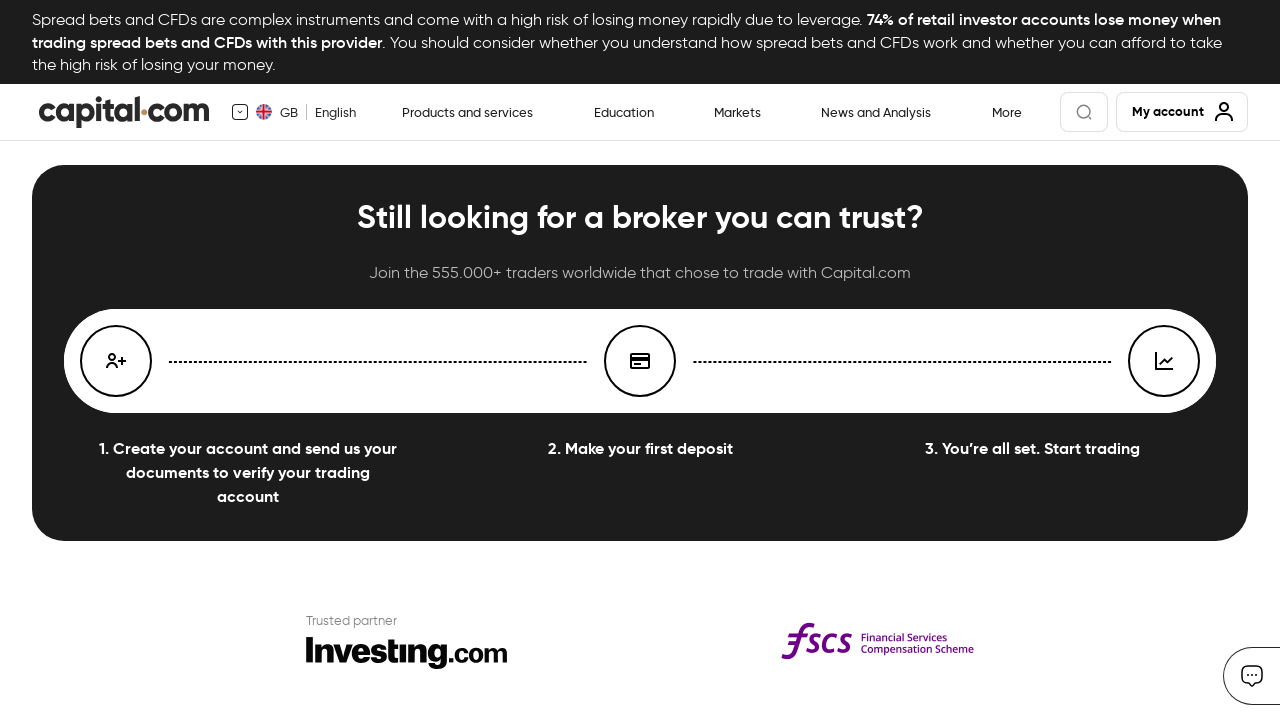 Spread bets and CFDs are complex instruments and come with a high risk of losing money rapidly due to leverage. 74% of retail investor accounts lose money when
trading spread bets and CFDs with this provider. You should consider whether you understand how spread bets and CFDs work and whether you can afford to take
the high risk of losing your money.
capital.com
GB
English
Products and services
Education
Markets
News and Analysis
More
My account
Still looking for a broker you can trust?
Join the 555.000+ traders worldwide that chose to trade with Capital.com
1. Create your account and send us your
documents to verify your trading
account
2. Make your first deposit
3. You’re all set. Start trading
Trusted partner
Investing.com
fscs
Financial Services
Compensation Scheme